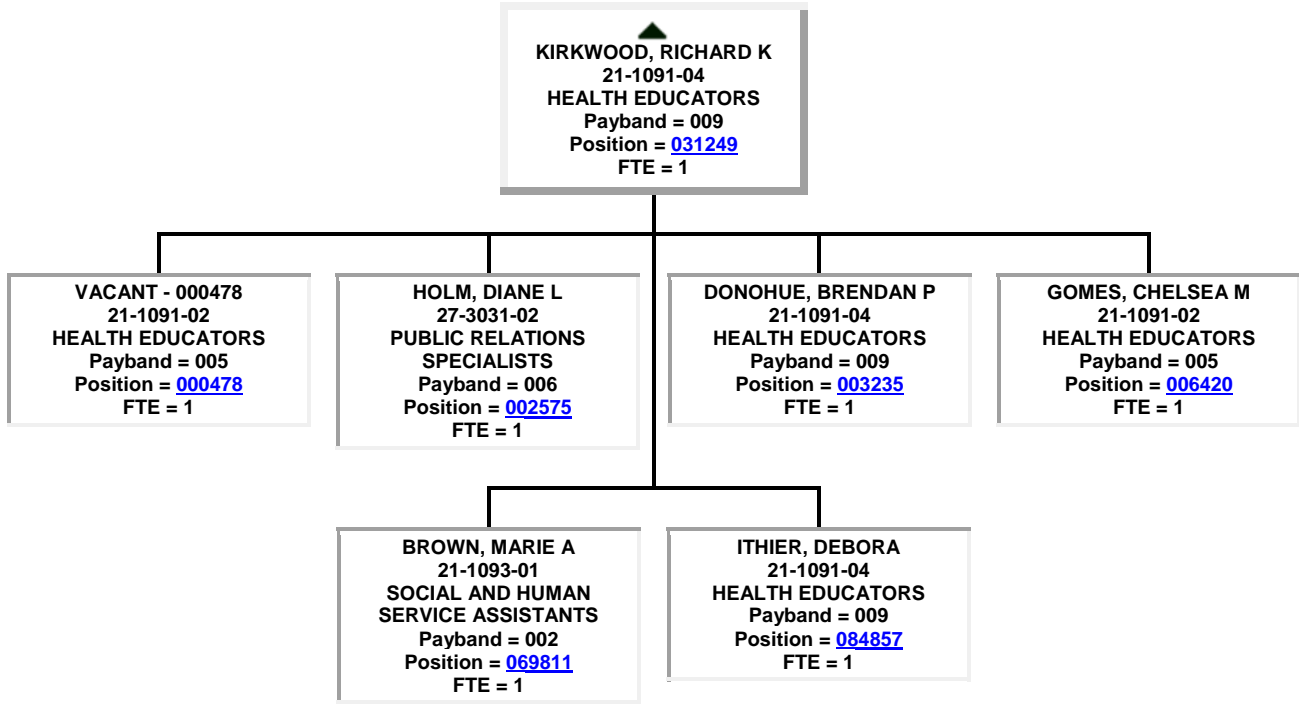 KIRKWOOD, RICHARD K
21-1091-04
HEALTH EDUCATORS
Payband = 009
Position = 031249
FTE = 1
VACANT - 000478
21-1091-02
HEALTH EDUCATORS
Payband = 005
Position = 000478
FTE = 1
HOLM, DIANE L
27-3031-02
PUBLIC RELATIONS
SPECIALISTS
Payband = 006
Position = 002575
FTE = 1
DONOHUE, BRENDAN P
21-1091-04
HEALTH EDUCATORS
Payband = 009
Position = 003235
FTE = 1
GOMES, CHELSEA M
21-1091-02
HEALTH EDUCATORS
Payband = 005
Position = 006420
FTE = 1
BROWN, MARIE A
21-1093-01
SOCIAL AND HUMAN
SERVICE ASSISTANTS
Payband = 002
Position = 069811
FTE = 1
ITHIER, DEBORA
21-1091-04
HEALTH EDUCATORS
Payband = 009
Position = 084857
FTE = 1